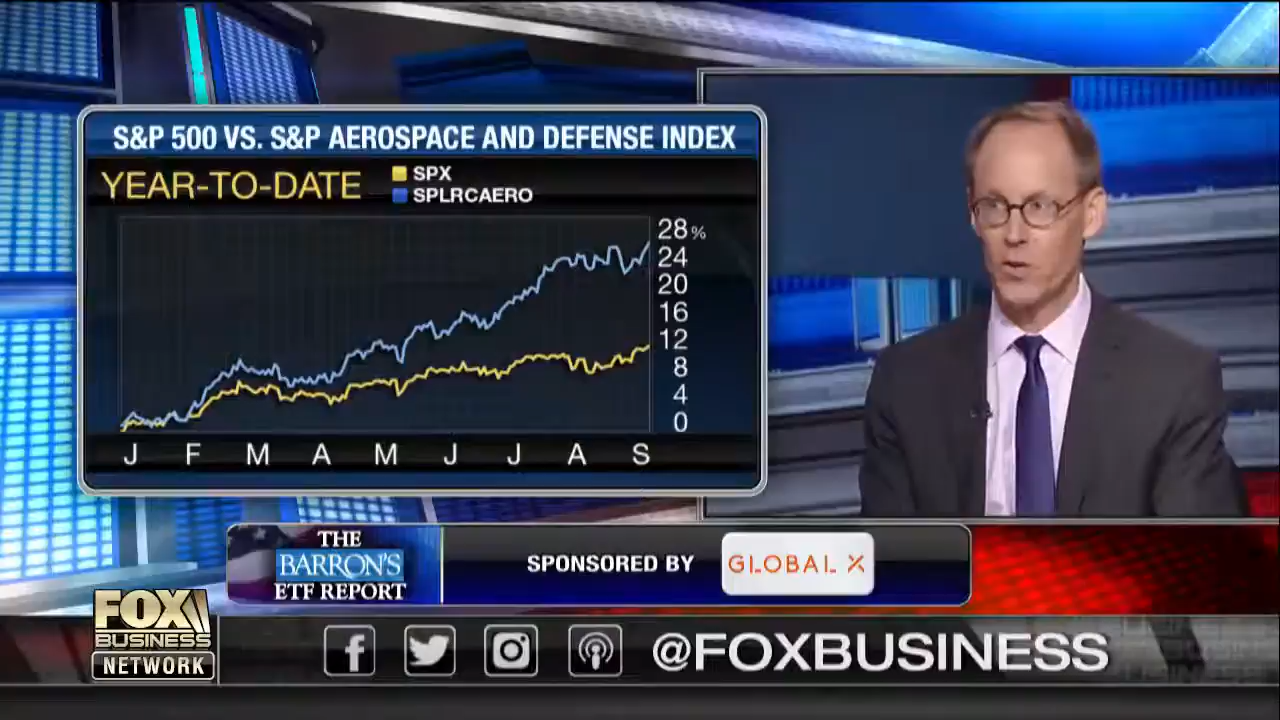 S&P 500 VS. S&P AEROSPACE AND DEFENSE INDEX
YEAR-TO-DATE
SPX
SPLRCAERO
28%
24
20
16
12
8
4
0
J F M A M J J A S
THE
BARRON'S
ETF REPORT
SPONSORED BY
GLOBAL X
FOX
BUSINESS
NETWORK
@FOXBUSINESS